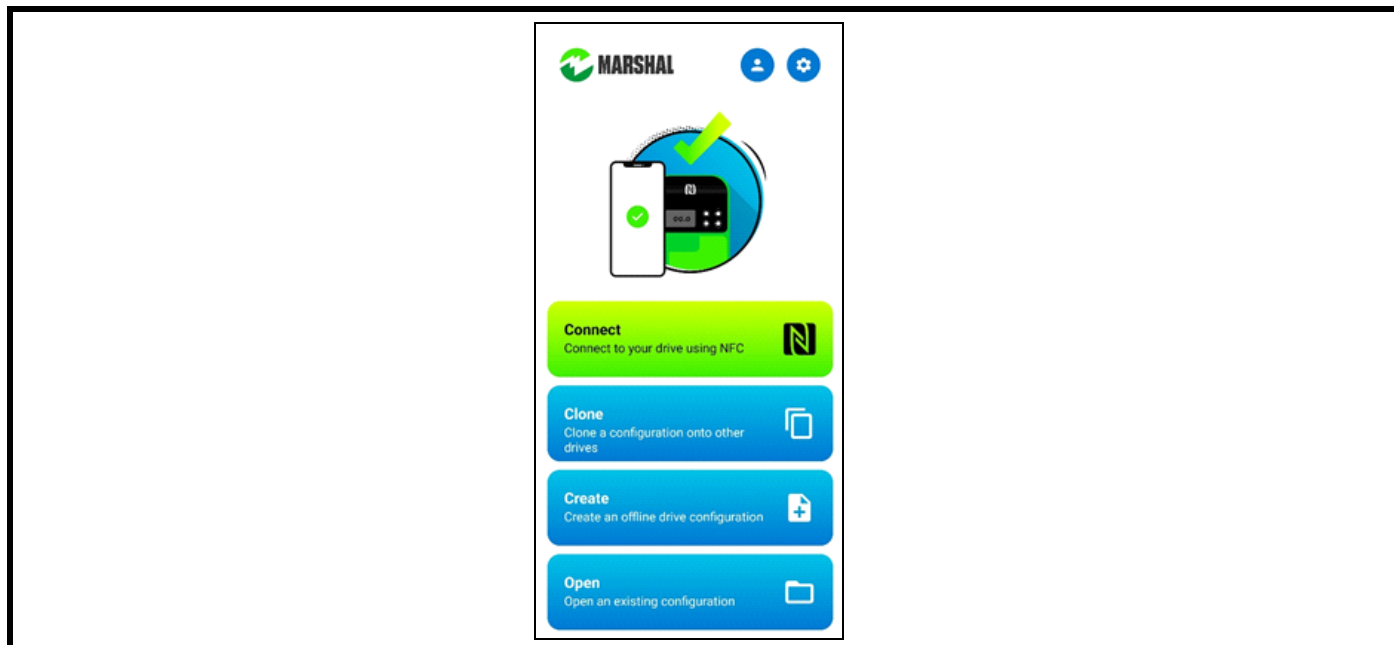 MARSHAL
Connect
Connect to your drive using NFC
Clone
Clone a configuration onto other
drives
Create
Create an offline drive configuration
Open
Open an existing configuration